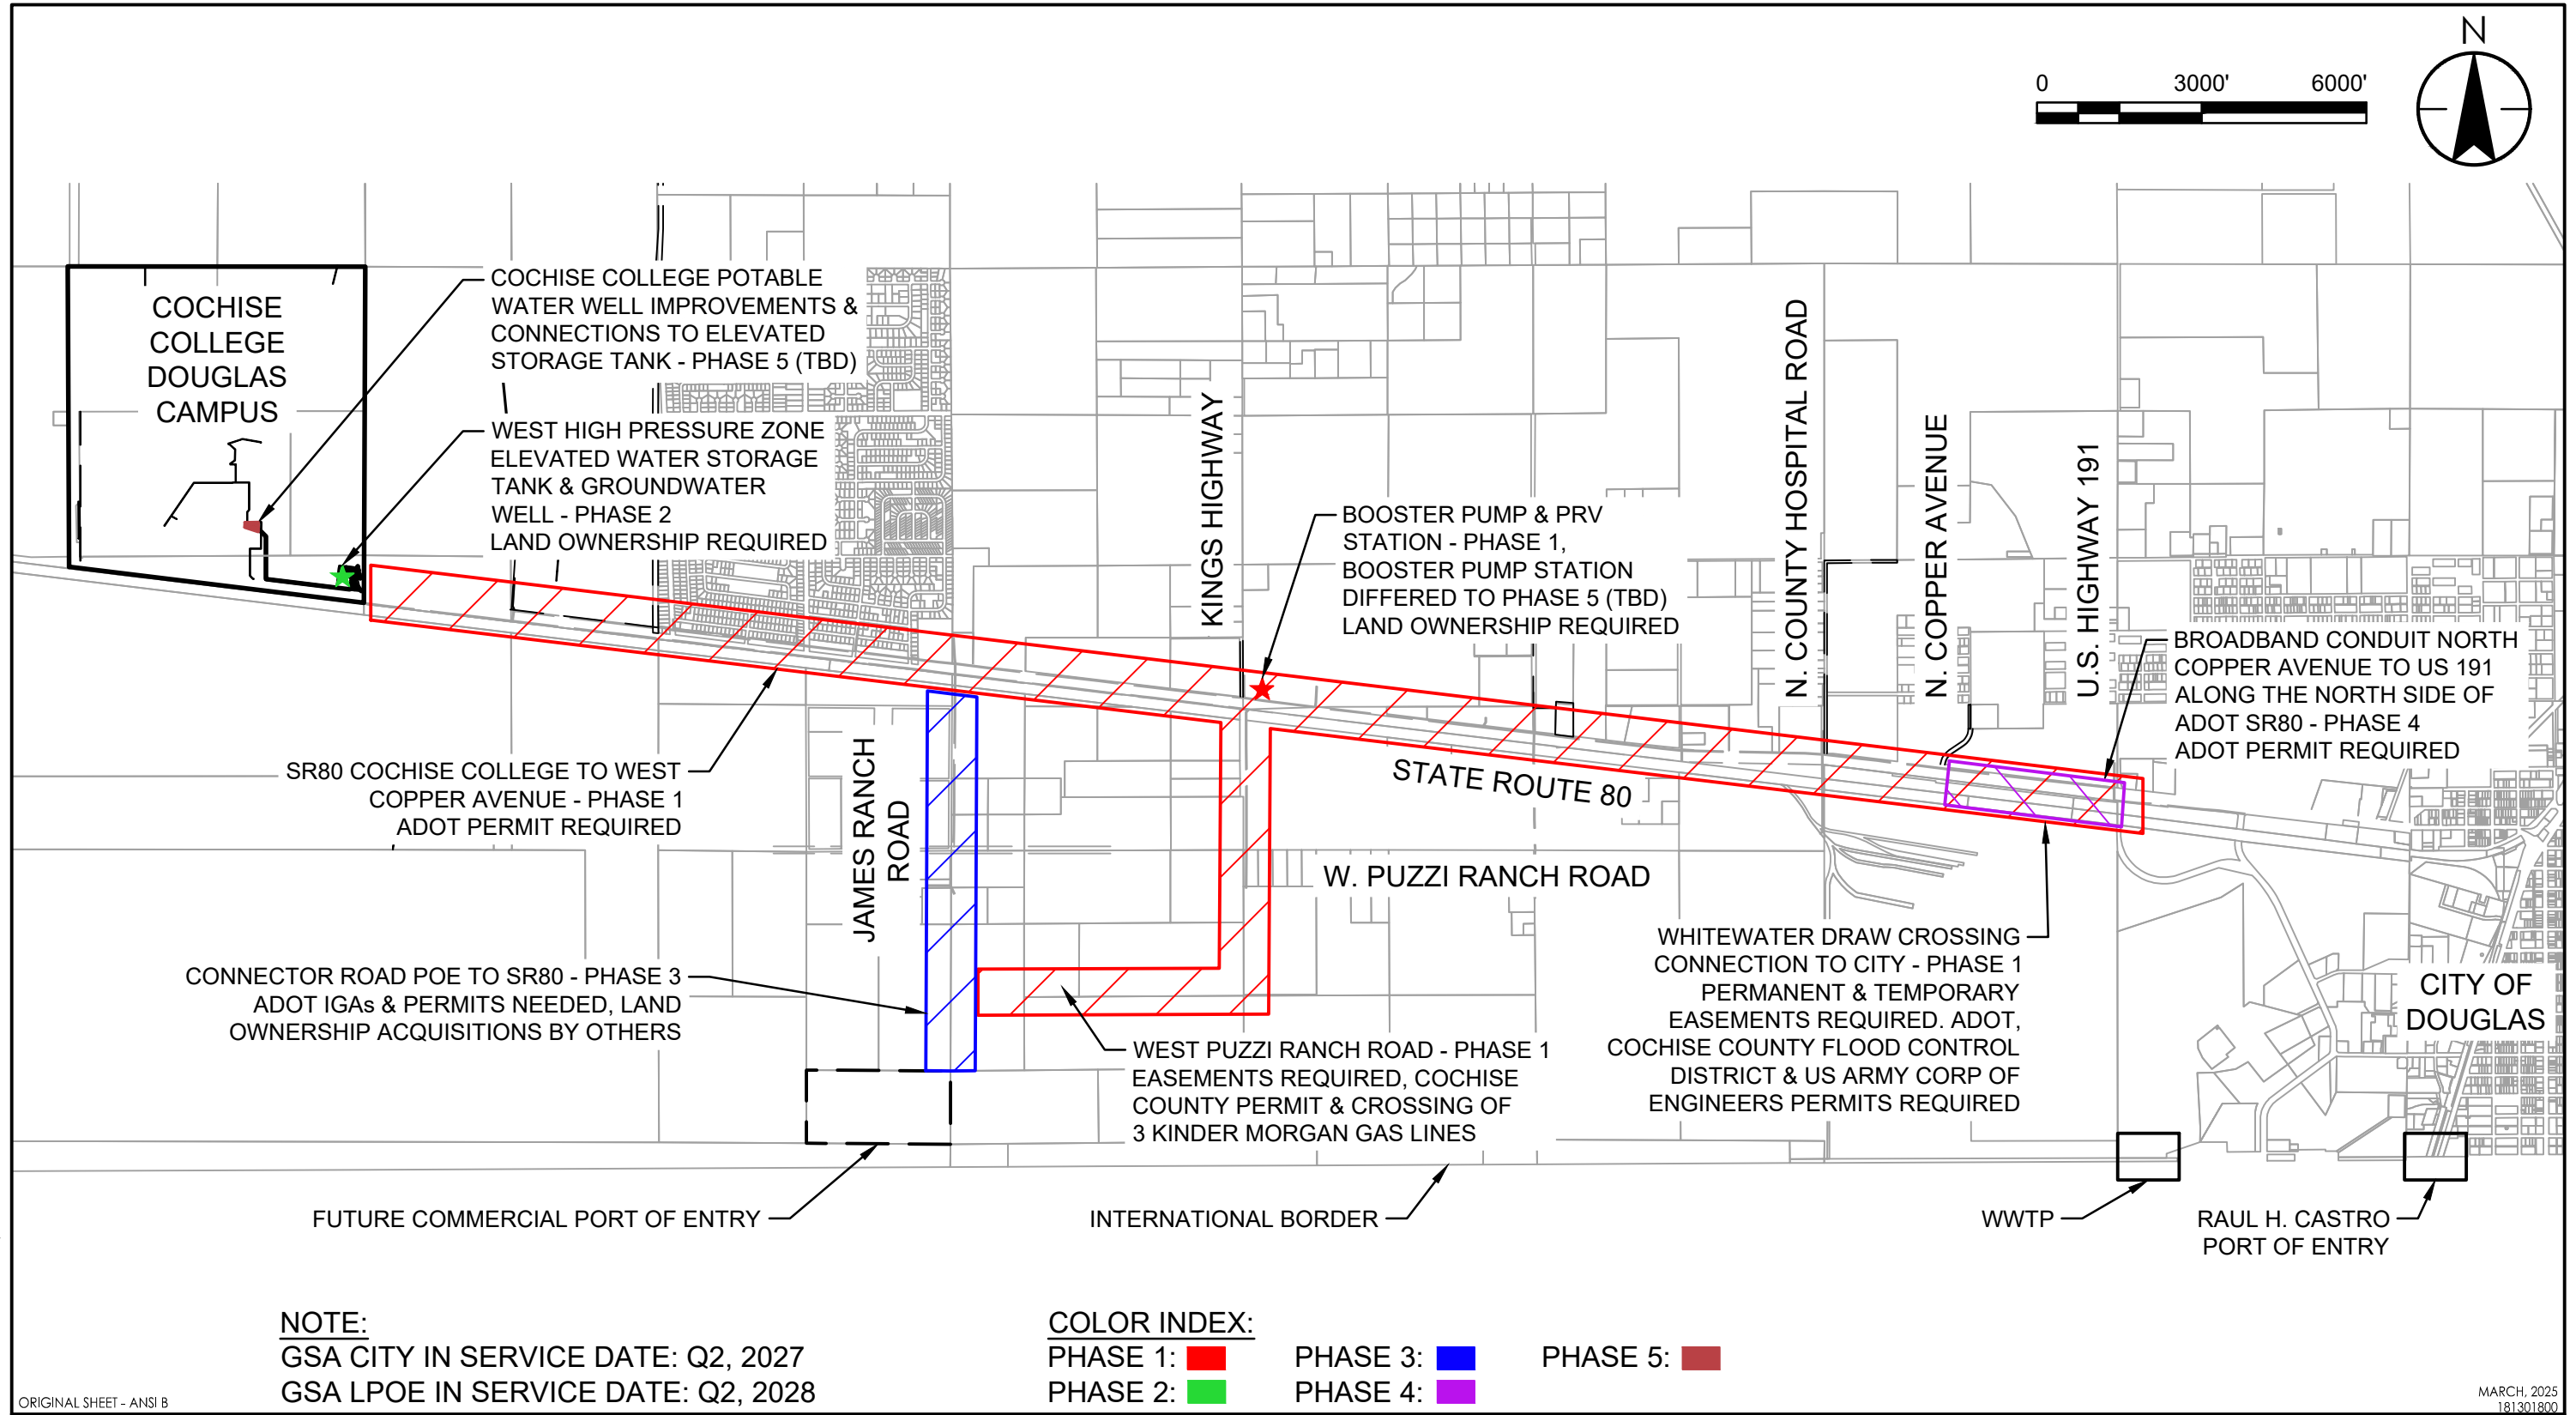 N
0 3000' 6000'
COCHISE
COLLEGE
DOUGLAS
CAMPUS
COCHISE COLLEGE POTABLE
WATER WELL IMPROVEMENTS &
CONNECTIONS TO ELEVATED
STORAGE TANK - PHASE 5 (TBD)
WEST HIGH PRESSURE ZONE
ELEVATED WATER STORAGE
TANK & GROUNDWATER
WELL - PHASE 2
LAND OWNERSHIP REQUIRED
KINGS HIGHWAY
BOOSTER PUMP & PRV
STATION - PHASE 1,
BOOSTER PUMP STATION
DIFFERED TO PHASE 5 (TBD)
LAND OWNERSHIP REQUIRED
N. COUNTY HOSPITAL ROAD
N. COPPER AVENUE
U.S. HIGHWAY 191
BROADBAND CONDUIT NORTH
COPPER AVENUE TO US 191
ALONG THE NORTH SIDE OF
ADOT SR80 - PHASE 4
ADOT PERMIT REQUIRED
SR80 COCHISE COLLEGE TO WEST
COPPER AVENUE - PHASE 1
ADOT PERMIT REQUIRED
JAMES RANCH
ROAD
STATE ROUTE 80
W. PUZZI RANCH ROAD
CONNECTOR ROAD POE TO SR80 - PHASE 3
ADOT IGAs & PERMITS NEEDED, LAND
OWNERSHIP ACQUISITIONS BY OTHERS
WEST PUZZI RANCH ROAD - PHASE 1
EASEMENTS REQUIRED, COCHISE
COUNTY PERMIT & CROSSING OF
3 KINDER MORGAN GAS LINES
WHITEWATER DRAW CROSSING
CONNECTION TO CITY - PHASE 1
PERMANENT & TEMPORARY
EASEMENTS REQUIRED. ADOT,
COCHISE COUNTY FLOOD CONTROL
DISTRICT & US ARMY CORP OF
ENGINEERS PERMITS REQUIRED
CITY OF
DOUGLAS
FUTURE COMMERCIAL PORT OF ENTRY
INTERNATIONAL BORDER
WWTP
RAUL H. CASTRO
PORT OF ENTRY
NOTE:
GSA CITY IN SERVICE DATE: Q2, 2027
GSA LPOE IN SERVICE DATE: Q2, 2028
COLOR INDEX:
PHASE 1: PHASE 3: PHASE 5:
PHASE 2: PHASE 4:
ORIGINAL SHEET - ANSI B
MARCH, 2025
181301800